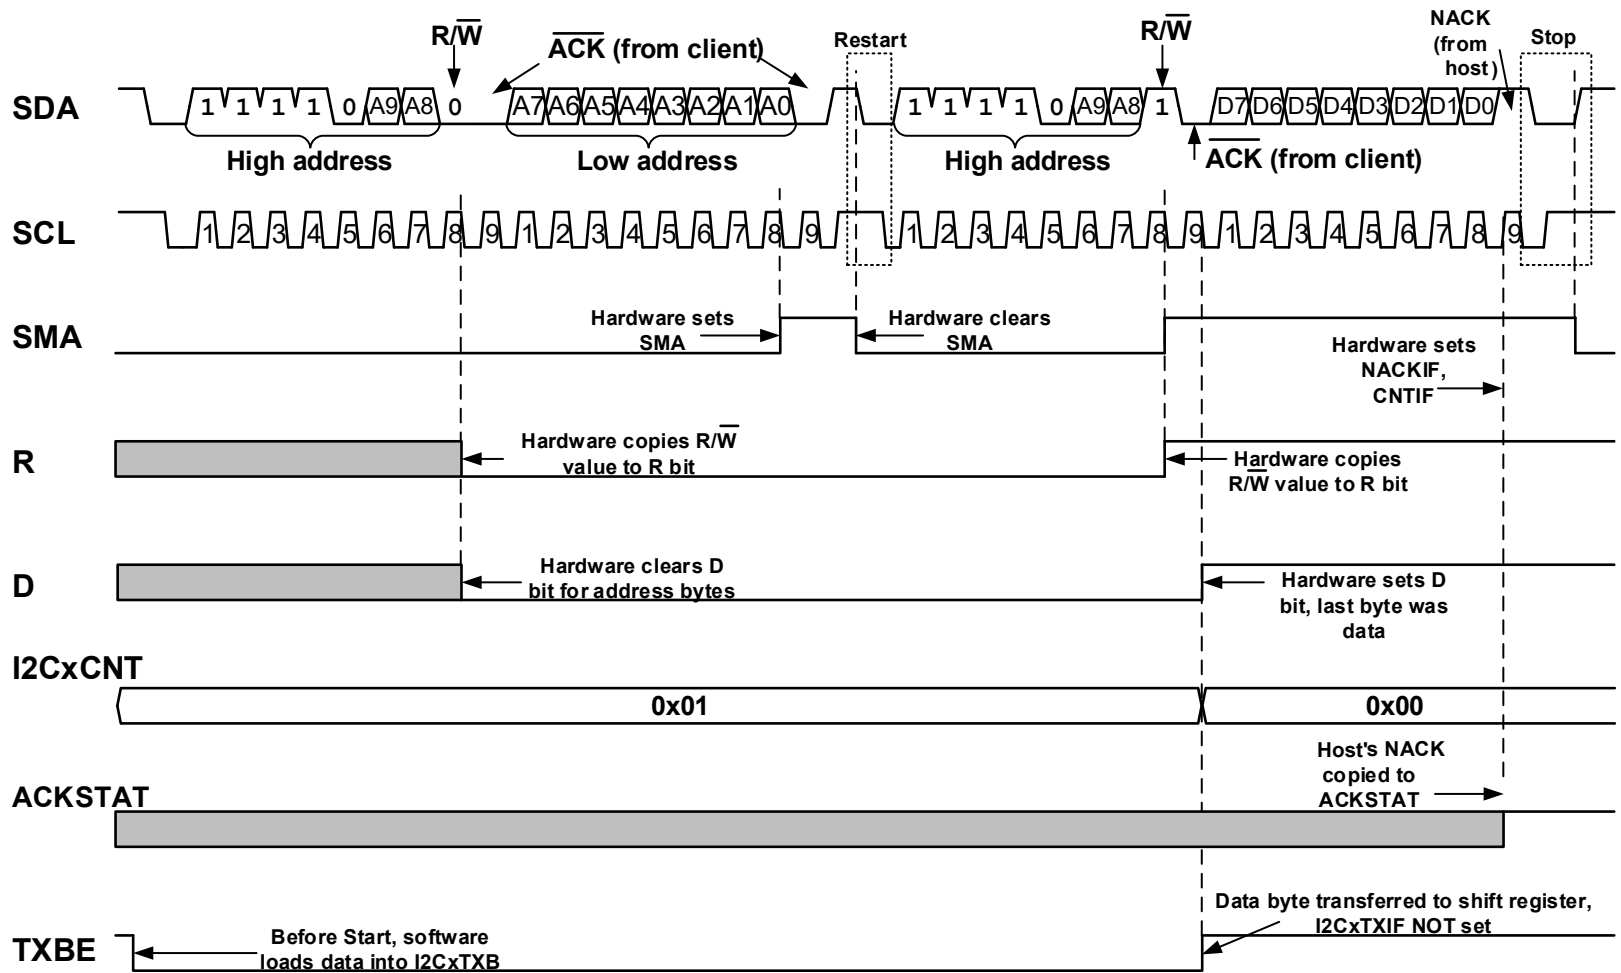 NACK
(from
host)
R/W
ACK (from client)
Restart
R/W
Stop
SDA
1 1 1 1 0 A9 A8 0 A7 A6 A5 A4 A3 A2 A1 A0 1 1 1 1 0 A9 A8 1 D7 D6 D5 D4 D3 D2 D1 D0
High address
Low address
High address
ACK (from client)
SCL
1 2 3 4 5 6 7 8 9 1 2 3 4 5 6 7 8 9 1 2 3 4 5 6 7 8 9 1 2 3 4 5 6 7 8 9
SMA
Hardware sets
SMA
Hardware clears
SMA
Hardware sets
NACKIF,
CNTIF
R
Hardware copies R/W
value to R bit
Hardware copies
R/W value to R bit
D
Hardware clears D
bit for address bytes
Hardware sets D
bit, last byte was
data
I2CxCNT
0x01
0x00
ACKSTAT
Host's NACK
copied to
ACKSTAT
TXBE
Before Start, software
loads data into I2CxTXB
Data byte transferred to shift register,
I2CxTXIF NOT set